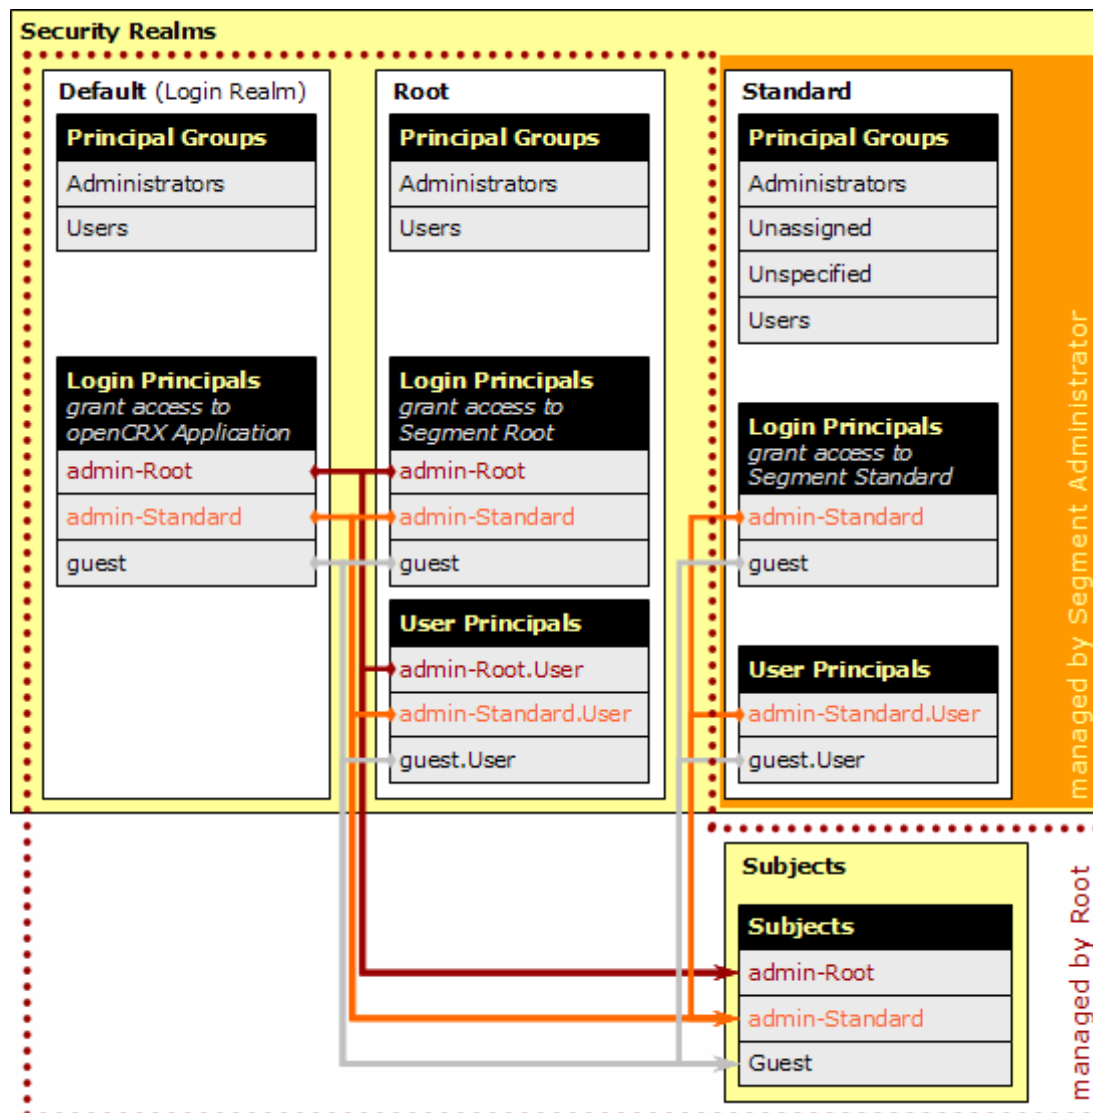 Security Realms
Default (Login Realm)
Principal Groups
Administrators
Users
Login Principals
grant access to
openCRX Application
admin-Root
admin-Standard
guest
Root
Principal Groups
Administrators
Users
Login Principals
grant access to
Segment Root
admin-Root
admin-Standard
guest
User Principals
admin-Root.User
admin-Standard.User
guest.User
Standard
Principal Groups
Administrators
Unassigned
Unspecified
Users
Login Principals
grant access to
Segment Standard
admin-Standard
guest
User Principals
admin-Standard.User
guest.User
managed by Segment Administrator
Subjects
Subjects
admin-Root
admin-Standard
Guest
managed by Root